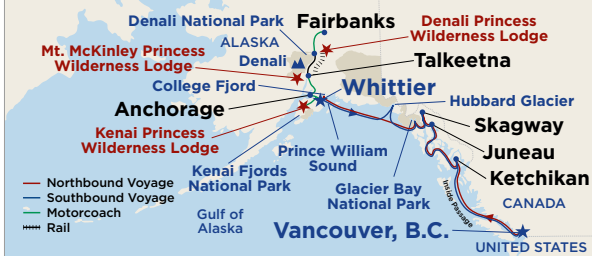 Denali National Park
Fairbanks
Denali Princess
Wilderness Lodge
ALASKA
Mt. McKinley Princess
Wilderness Lodge
Denali
Talkeetna
College Fjord
Whittier
Hubbard Glacier
Anchorage
Skagway
Kenai Princess
Wilderness Lodge
Prince William
Sound
Juneau
Kenai Fjords
National Park
Glacier Bay
National Park
Ketchikan
Northbound Voyage
Southbound Voyage
Motorcoach
Rail
Gulf of
Alaska
Inside Passage
CANADA
Vancouver, B.C.
UNITED STATES